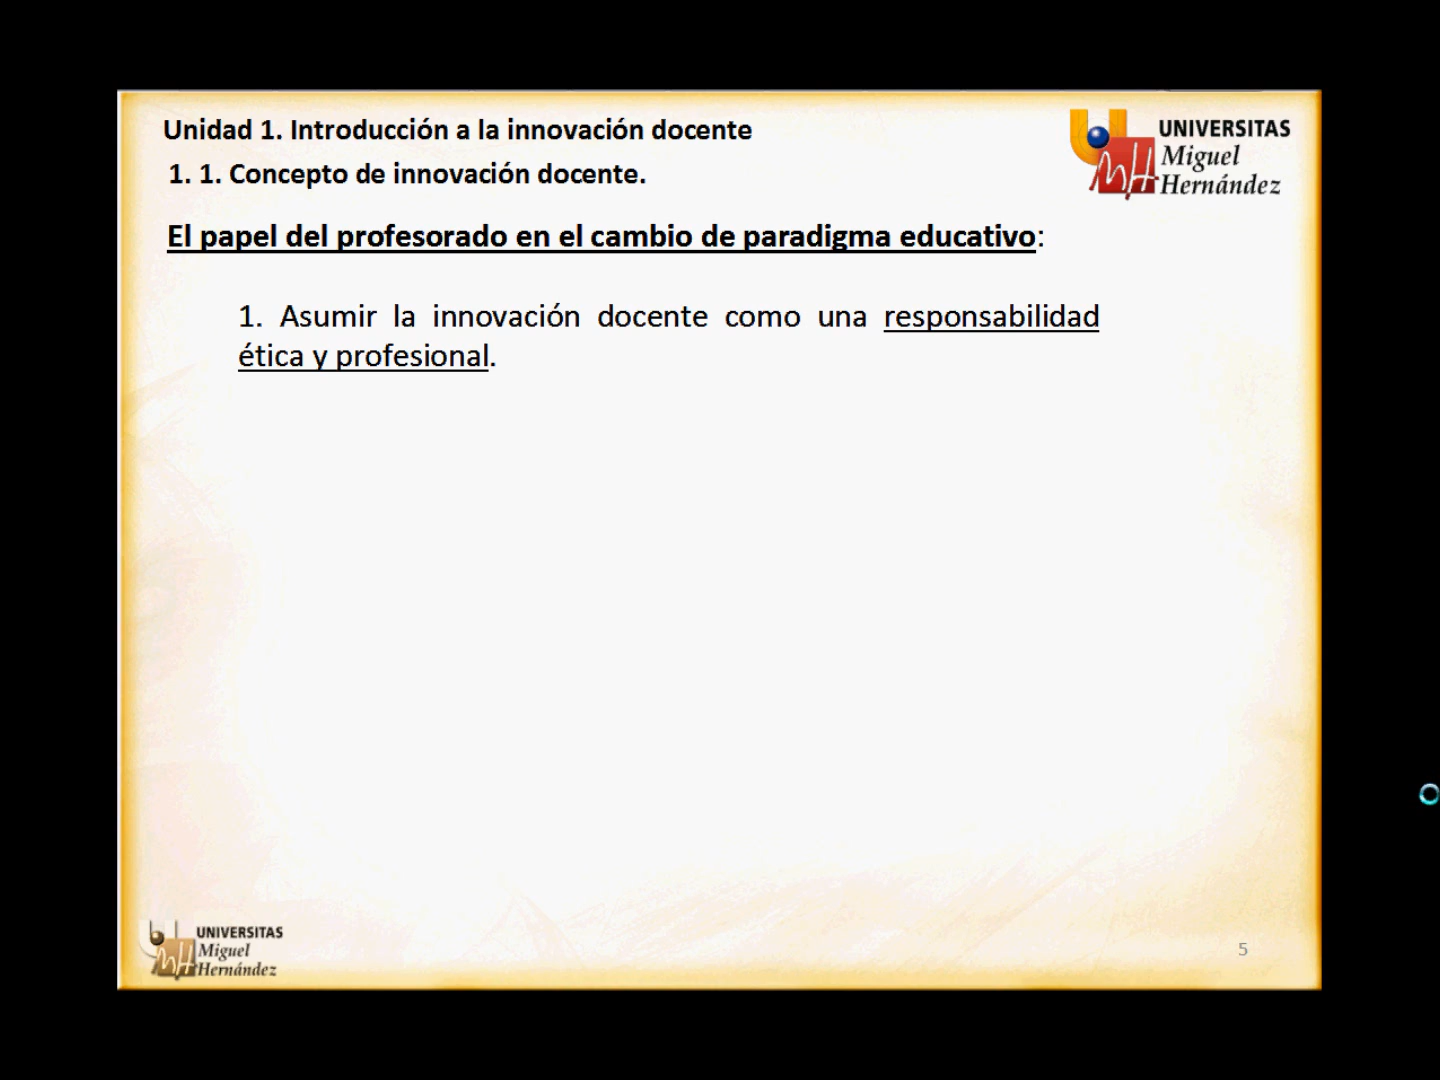 Unidad 1. Introducción a la innovación docente
1. 1. Concepto de innovación docente.
UNIVERSITAS
Miguel
Hernández
El papel del profesorado en el cambio de paradigma educativo:
1. Asumir la innovación docente como una responsabilidad
ética y profesional.
UNIVERSITAS
Miguel
Hernández
5